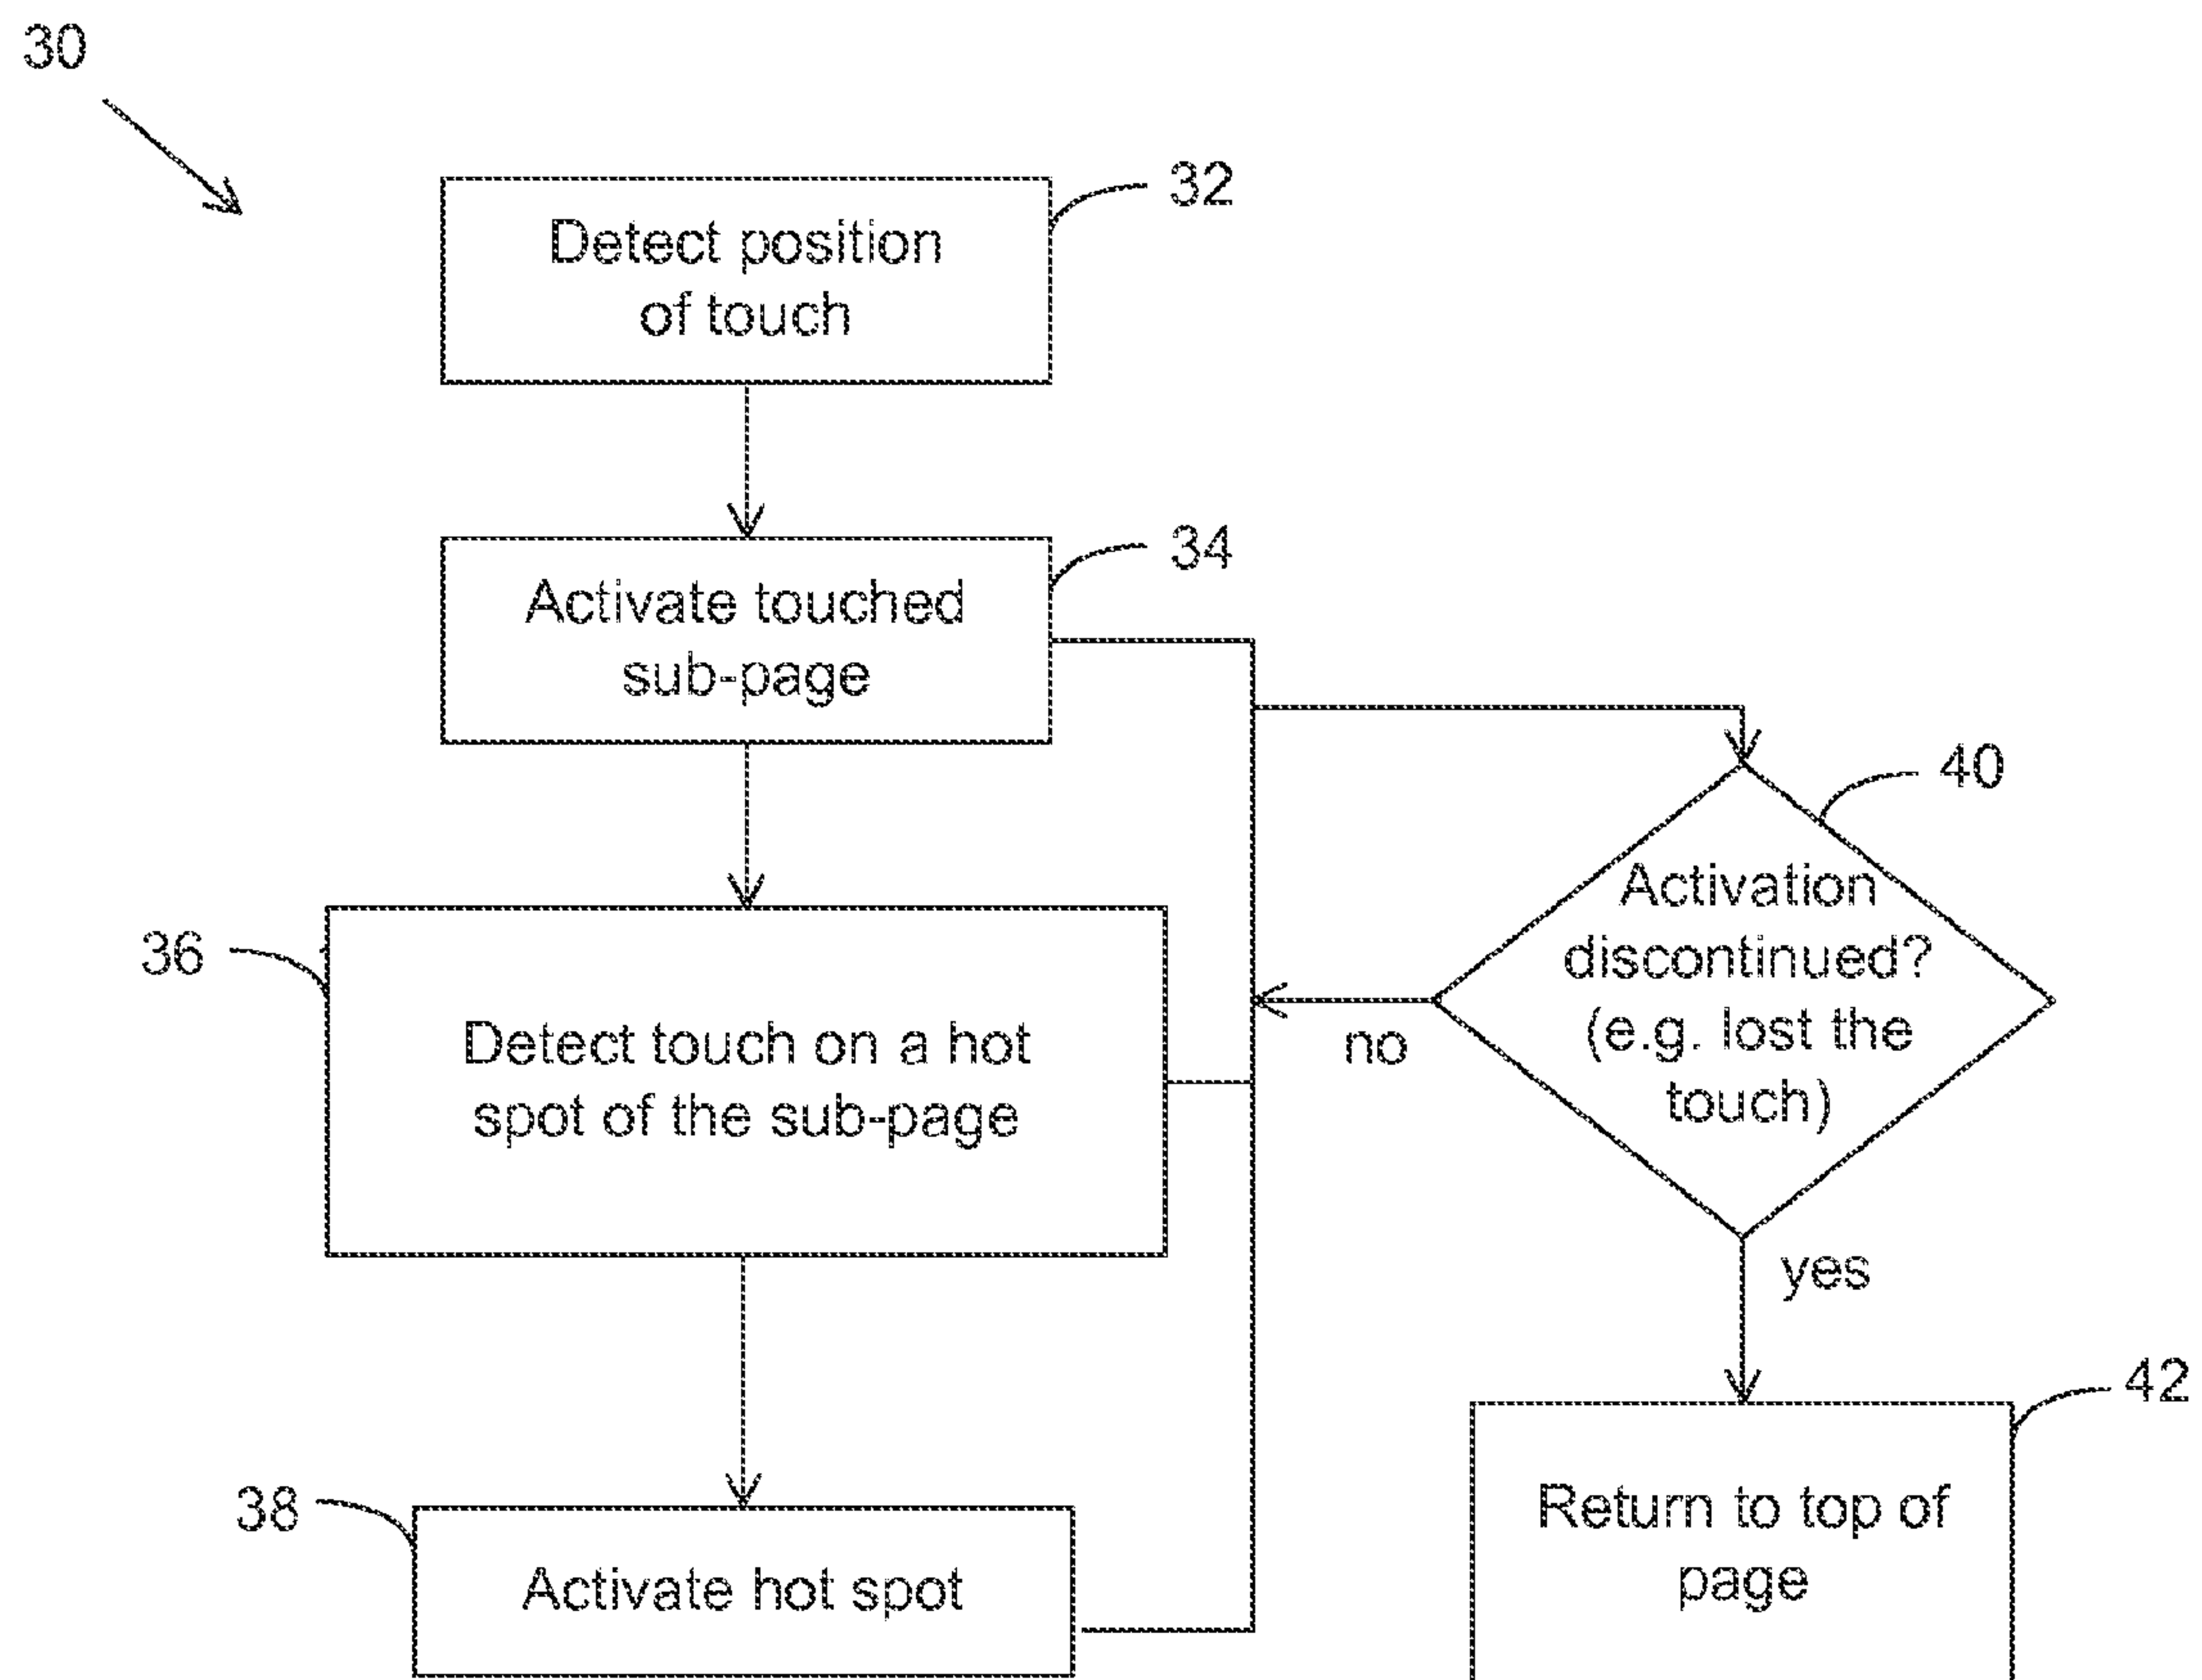 30
32
Detect position
of touch
34
Activate touched
sub-page
40
Activation
discontinued?
(e.g. lost the
touch)
36
Detect touch on a hot
spot of the sub-page
no
yes
42
38
Activate hot spot
Return to top of
page